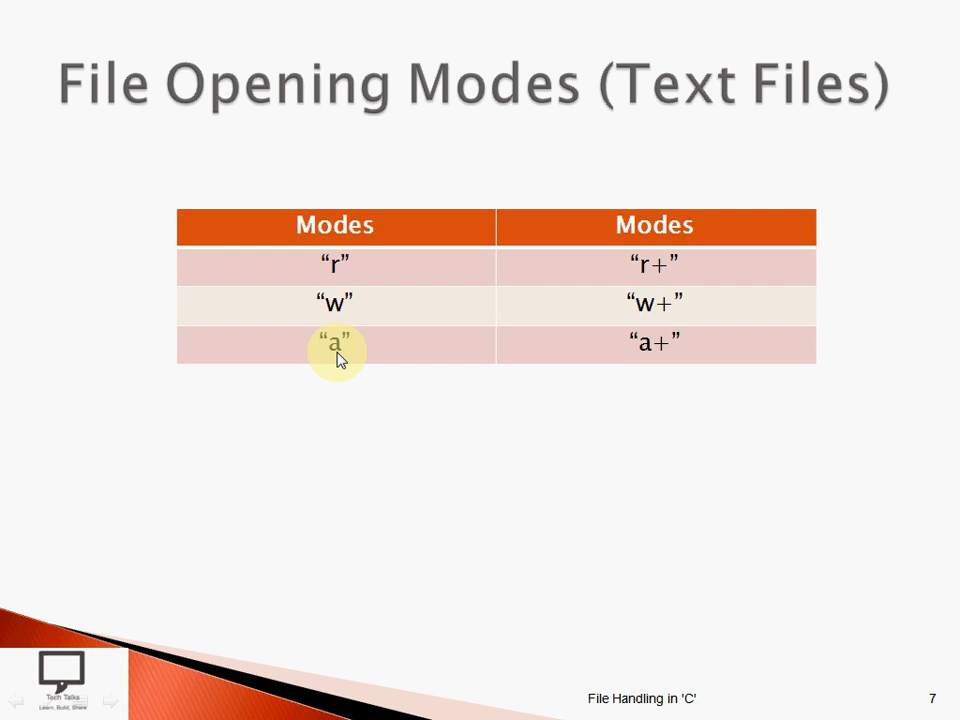 File Opening Modes (Text Files)
Modes Modes
“r” “r+”
“w” “w+”
“a” “a+”
Tech Talks
Learn, Build, Share
File Handling in 'C' 7